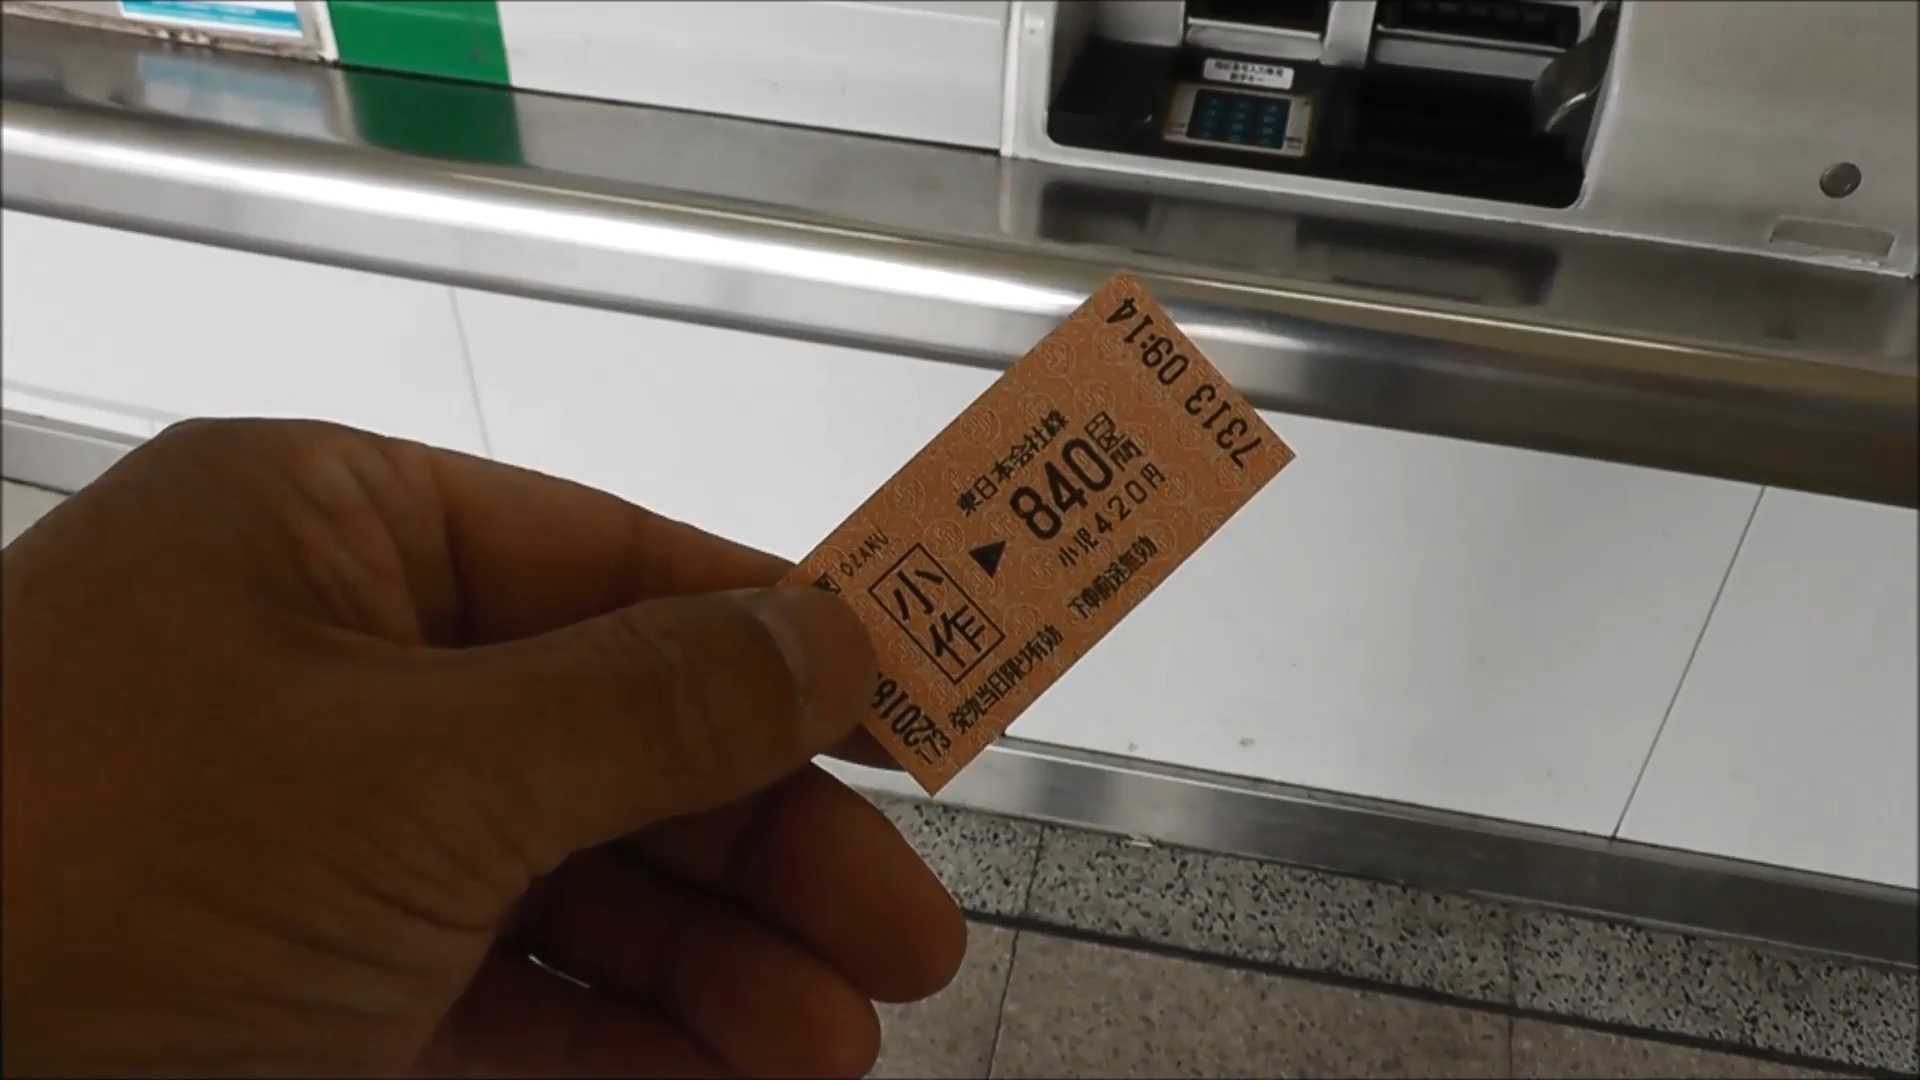 OZAKU
小作
▶
東日本会社線
840円区間
小児420円
発売当日限り有効
下車前途無効
2018
173
7313 09:14